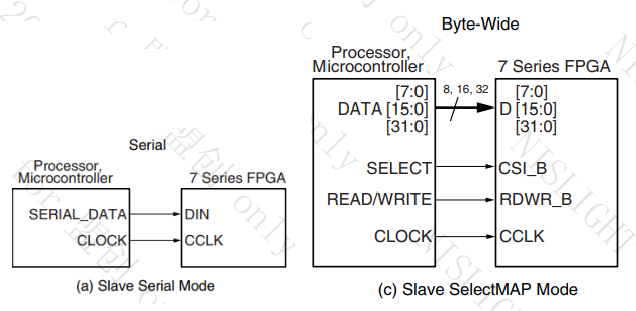 Serial
Processor,
Microcontroller
7 Series FPGA
SERIAL_DATA
DIN
CLOCK
CCLK
(a) Slave Serial Mode
Byte-Wide
Processor,
Microcontroller
7 Series FPGA
[7:0]
DATA [15:0]
[31:0]
8, 16, 32
[7:0]
D [15:0]
[31:0]
SELECT
CSI_B
READ/WRITE
RDWR_B
CLOCK
CCLK
(c) Slave SelectMAP Mode